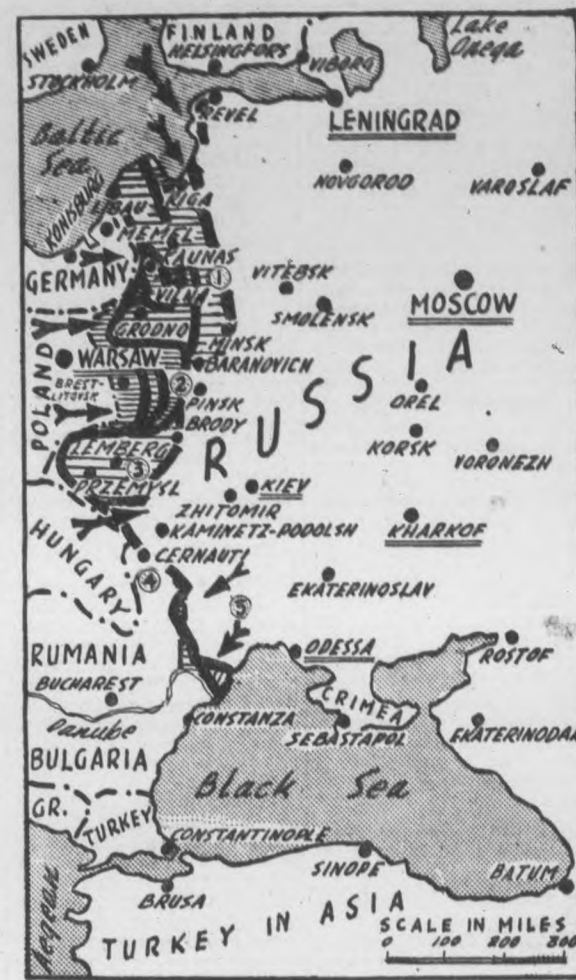 SWEDEN
FINLAND
HELSINGFORS
Lake Onega
STOCKHOLM
VIBORG
REVEL
LENINGRAD
Baltic Sea
NOVGOROD
YAROSLAF
KONISBURG
LIBAU
RIGA
MEMEL
KAUNAS
GERMANY
①
VITEBSK
VILNA
SMOLENSK
MOSCOW
GRODNO
MINSK
WARSAW
BARANOVICH
POLAND
BREST-
LITOVSK
②
PINSK
OREL
BRODY
RUSSIA
LEMBERG
KORSK
VORONEZH
③
PRZEMYSL
KIEV
ZHITOMIR
KAMINETZ-PODOLSH
KHARKOF
HUNGARY
CERNAUTI
④
⑤
EKATERINOSLAV
RUMANIA
ODESSA
ROSTOF
BUCHAREST
CRIMEA
Danube
CONSTANZA
SEBASTAPOL
EKATERINODAR
BULGARIA
Black Sea
GR.
TURKEY
CONSTANTINOPLE
SINOPE
BATUM
BRUSA
Aegean
TURKEY IN ASIA
SCALE IN MILES
0 100 200 300